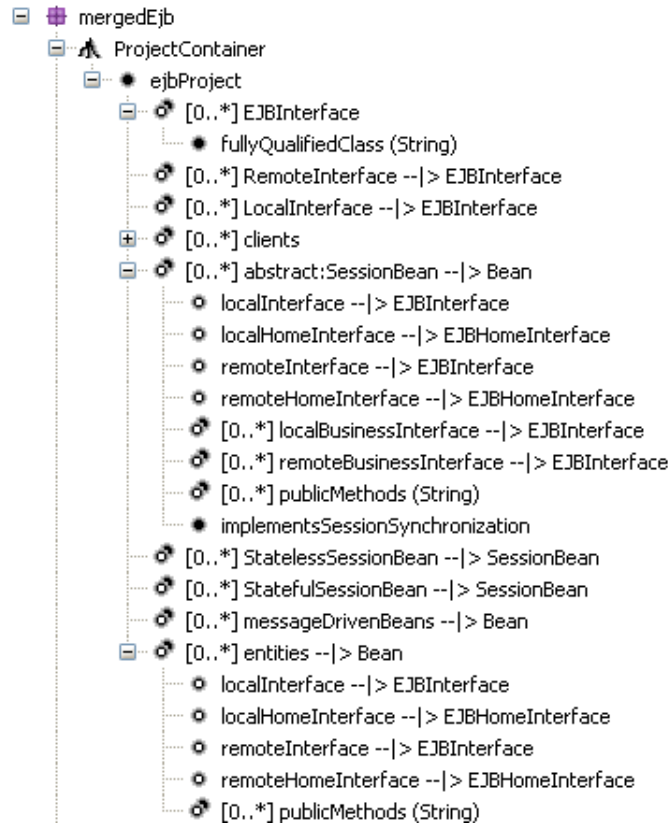 mergedEjb
ProjectContainer
ejbProject
[0..*] EJBInterface
fullyQualifiedClass (String)
[0..*] RemoteInterface --|> EJBInterface
[0..*] LocalInterface --|> EJBInterface
[0..*] clients
[0..*] abstract:SessionBean --|> Bean
localInterface --|> EJBInterface
localHomeInterface --|> EJBHomeInterface
remoteInterface --|> EJBInterface
remoteHomeInterface --|> EJBHomeInterface
[0..*] localBusinessInterface --|> EJBInterface
[0..*] remoteBusinessInterface --|> EJBInterface
[0..*] publicMethods (String)
implementsSessionSynchronization
[0..*] StatelessSessionBean --|> SessionBean
[0..*] StatefulSessionBean --|> SessionBean
[0..*] messageDrivenBeans --|> Bean
[0..*] entities --|> Bean
localInterface --|> EJBInterface
localHomeInterface --|> EJBHomeInterface
remoteInterface --|> EJBInterface
remoteHomeInterface --|> EJBHomeInterface
[0..*] publicMethods (String)